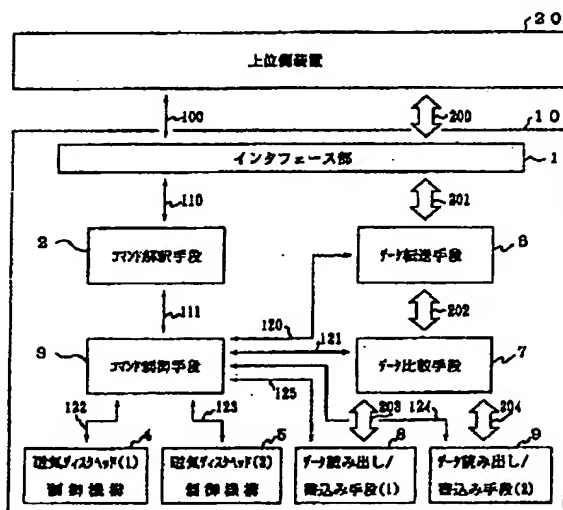 20
上位側装置
100
200
10
インタフェース部
1
110
201
2
コマンド解釈手段
データ転送手段
6
111
120
202
3
コマンド制御手段
121
データ比較手段
7
125
122
123
203
124
204
4
5
8
9
磁気ディスクヘッド(1)
制御機構
磁気ディスクヘッド(2)
制御機構
データ読み出し/
書込み手段(1)
データ読み出し/
書込み手段(2)